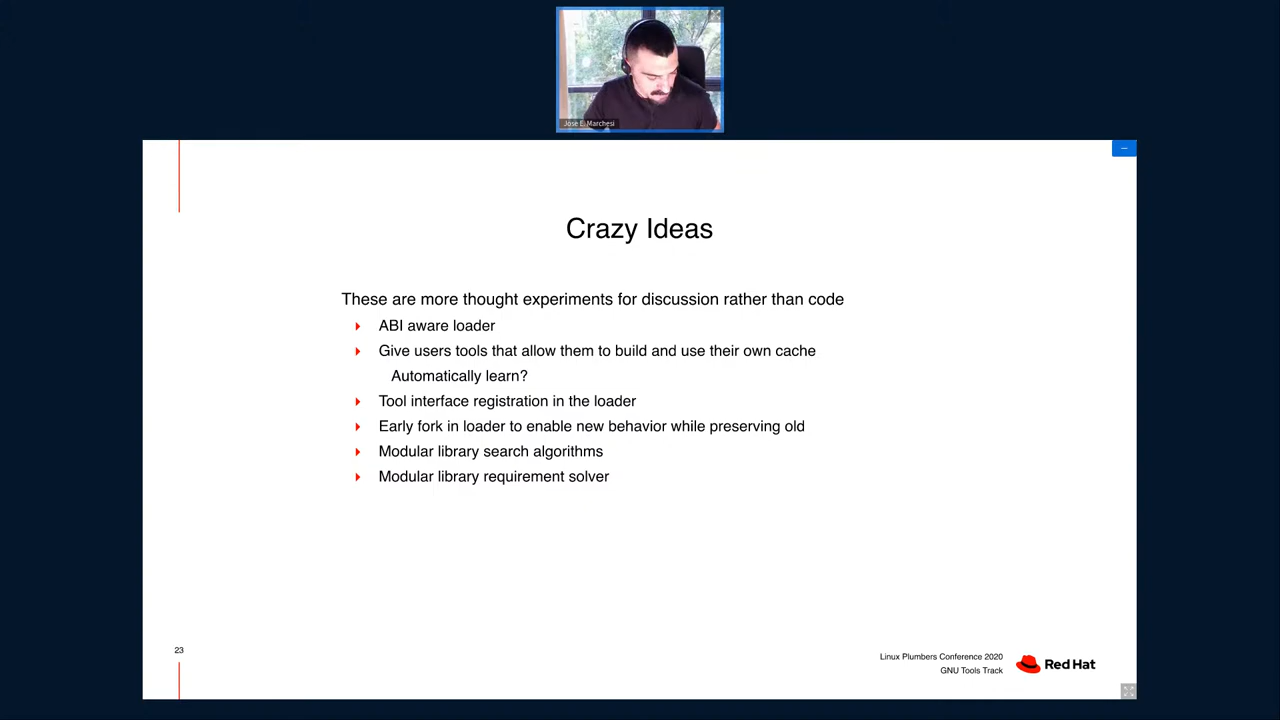 Jose E. Marchesi
Crazy Ideas
These are more thought experiments for discussion rather than code
ABI aware loader
Give users tools that allow them to build and use their own cache
Automatically learn?
Tool interface registration in the loader
Early fork in loader to enable new behavior while preserving old
Modular library search algorithms
Modular library requirement solver
23
Linux Plumbers Conference 2020
GNU Tools Track
Red Hat